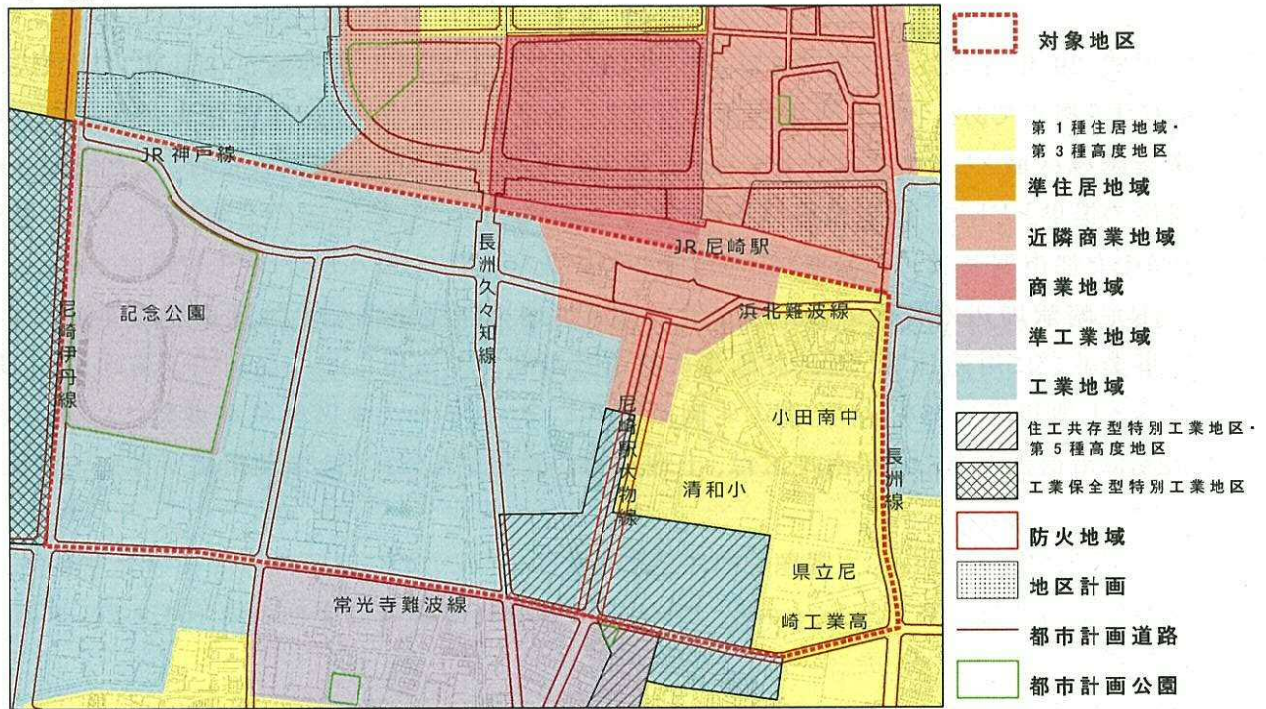 JR 神戸線
記念公園
尼崎伊丹線
長洲久々知線
JR 尼崎駅
浜北難波線
尼崎駅大物線
小田南中
清和小
長洲線
県立尼
崎工業高
常光寺難波線
対象地区
第1種住居地域・
第3種高度地区
準住居地域
近隣商業地域
商業地域
準工業地域
工業地域
住工共存型特別工業地区・
第5種高度地区
工業保全型特別工業地区
防火地域
地区計画
都市計画道路
都市計画公園